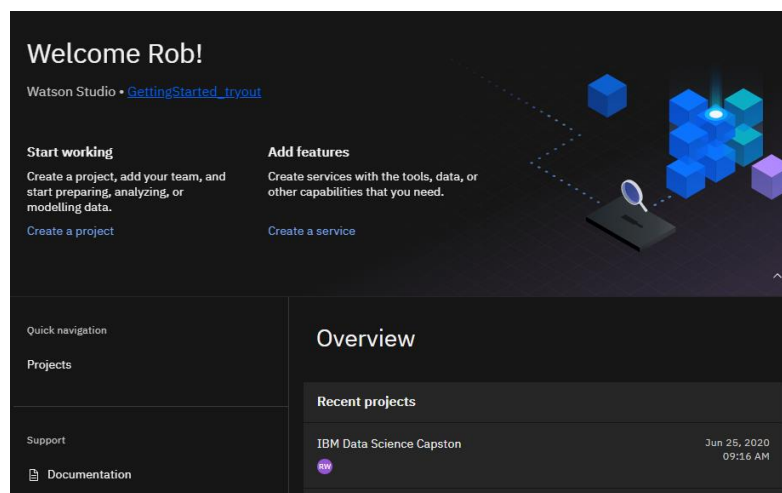 Welcome Rob!
Watson Studio • GettingStarted_tryout
Start working
Create a project, add your team, and
start preparing, analyzing, or
modelling data.
Create a project
Add features
Create services with the tools, data, or
other capabilities that you need.
Create a service
Quick navigation
Projects
Support
Documentation
Overview
Recent projects
IBM Data Science Capston
RW
Jun 25, 2020
09:16 AM